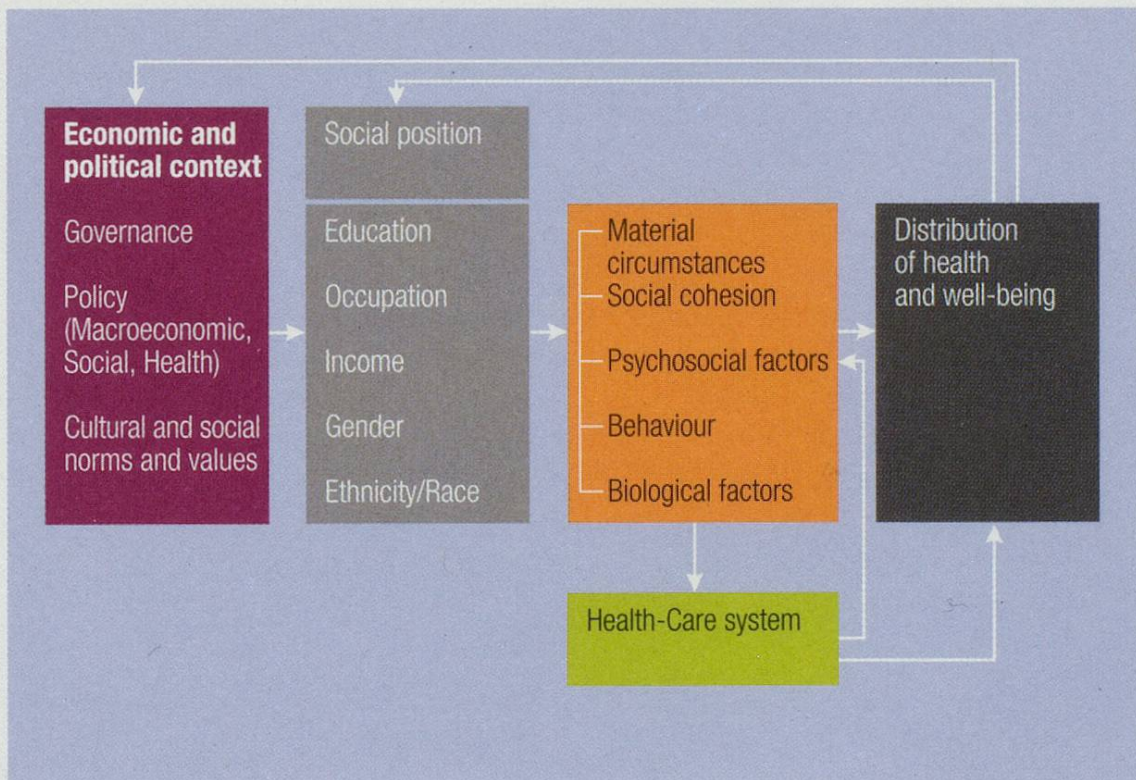 Economic and
political context
Governance
Policy
(Macroeconomic,
Social, Health)
Cultural and social
norms and values
Social position
Education
Occupation
Income
Gender
Ethnicity/Race
Material
circumstances
Social cohesion
Psychosocial factors
Behaviour
Biological factors
Health-Care system
Distribution
of health
and well-being